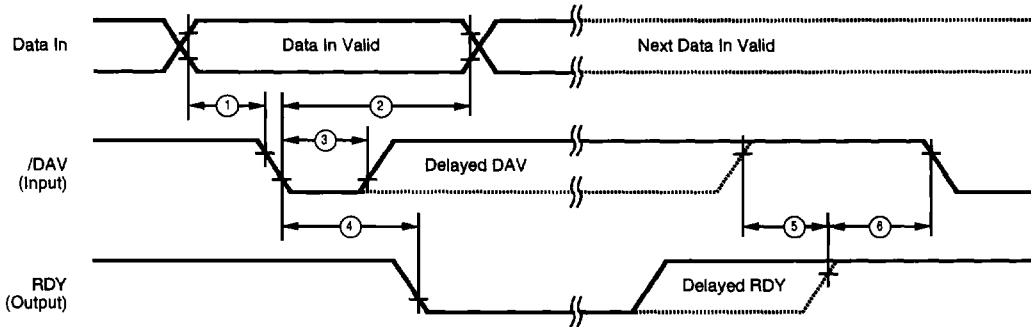 Data In
Data In Valid
Next Data In Valid
1
2
3
/DAV
(Input)
Delayed DAV
4
5
6
RDY
(Output)
Delayed RDY